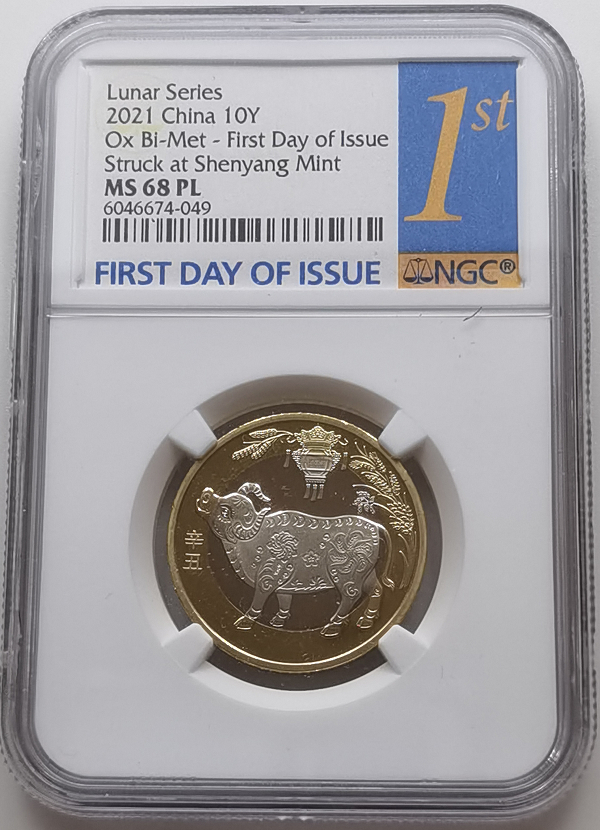 Lunar Series
2021 China 10Y
Ox Bi-Met - First Day of Issue
Struck at Shenyang Mint
MS 68 PL
6046674-049
FIRST DAY OF ISSUE
1st
NGC®
辛丑